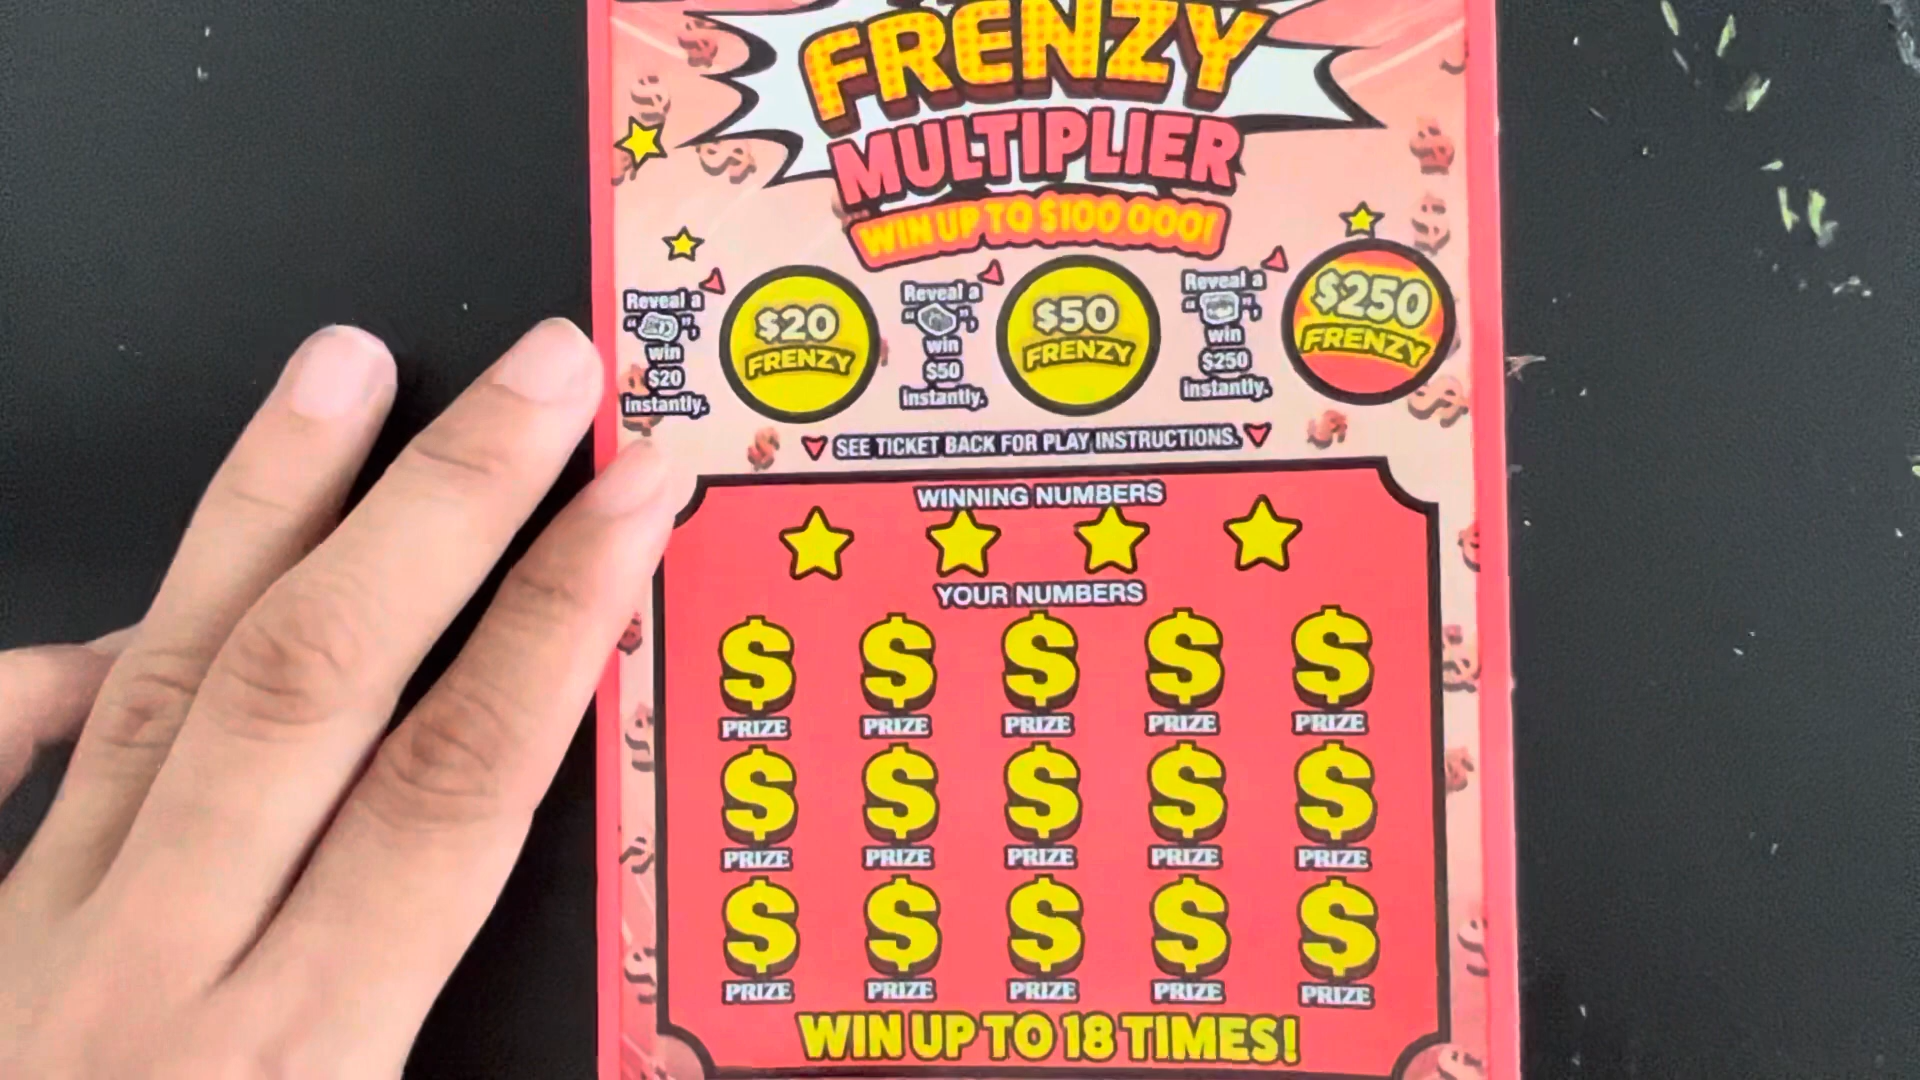 FRENZY
MULTIPLIER
WIN UP TO $100 000!
Reveal a
" ",
win
$20
instantly.
$20
FRENZY
Reveal a
" ",
win
$50
instantly.
$50
FRENZY
Reveal a
" ",
win
$250
instantly.
$250
FRENZY
SEE TICKET BACK FOR PLAY INSTRUCTIONS.
WINNING NUMBERS
YOUR NUMBERS
$ $ $ $ $
PRIZE PRIZE PRIZE PRIZE PRIZE
$ $ $ $ $
PRIZE PRIZE PRIZE PRIZE PRIZE
$ $ $ $ $
PRIZE PRIZE PRIZE PRIZE PRIZE
WIN UP TO 18 TIMES!